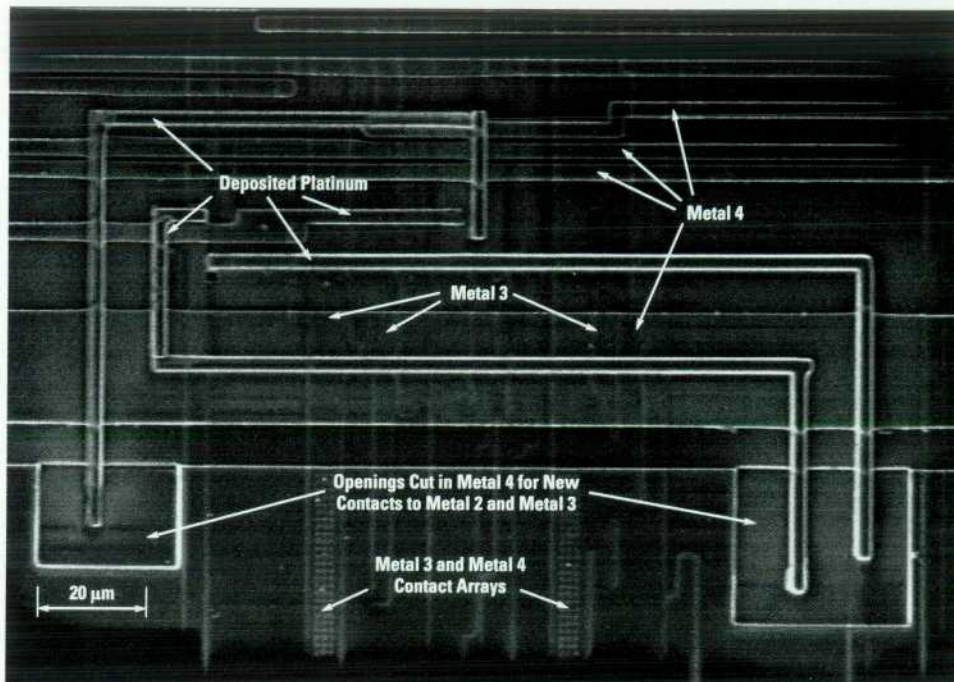 Deposited Platinum
Metal 4
Metal 3
Openings Cut in Metal 4 for New
Contacts to Metal 2 and Metal 3
Metal 3 and Metal 4
Contact Arrays
20 µm